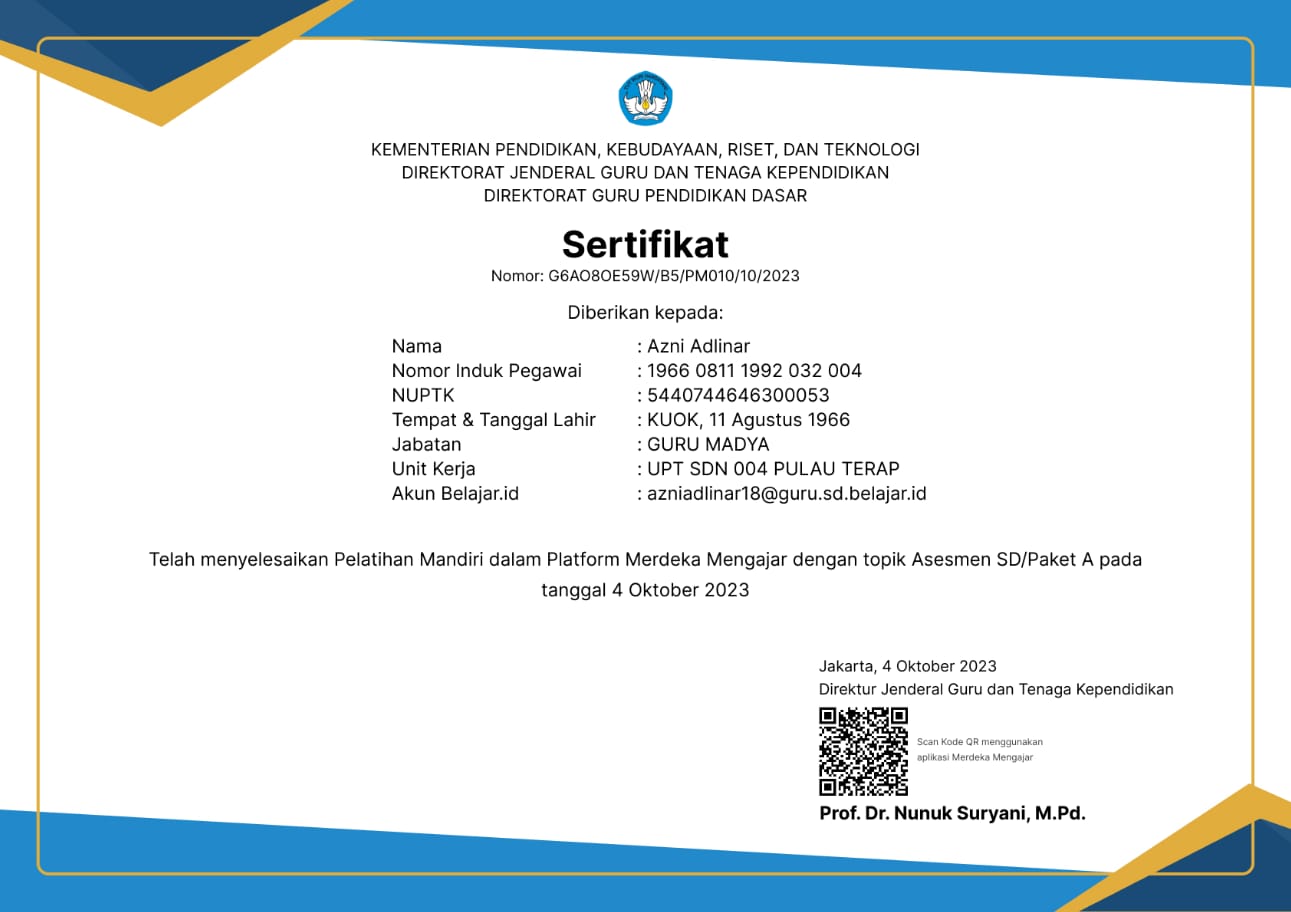 KEMENTERIAN PENDIDIKAN, KEBUDAYAAN, RISET, DAN TEKNOLOGI
DIREKTORAT JENDERAL GURU DAN TENAGA KEPENDIDIKAN
DIREKTORAT GURU PENDIDIKAN DASAR
Sertifikat
Nomor: G6AO8OE59W/B5/PM010/10/2023
Diberikan kepada:
Nama : Azni Adlinar
Nomor Induk Pegawai : 1966 0811 1992 032 004
NUPTK : 5440744646300053
Tempat & Tanggal Lahir : KUOK, 11 Agustus 1966
Jabatan : GURU MADYA
Unit Kerja : UPT SDN 004 PULAU TERAP
Akun Belajar.id : azniadlinar18@guru.sd.belajar.id
Telah menyelesaikan Pelatihan Mandiri dalam Platform Merdeka Mengajar dengan topik Asesmen SD/Paket A pada
tanggal 4 Oktober 2023
Jakarta, 4 Oktober 2023
Direktur Jenderal Guru dan Tenaga Kependidikan
Scan Kode QR menggunakan
aplikasi Merdeka Mengajar
Prof. Dr. Nunuk Suryani, M.Pd.